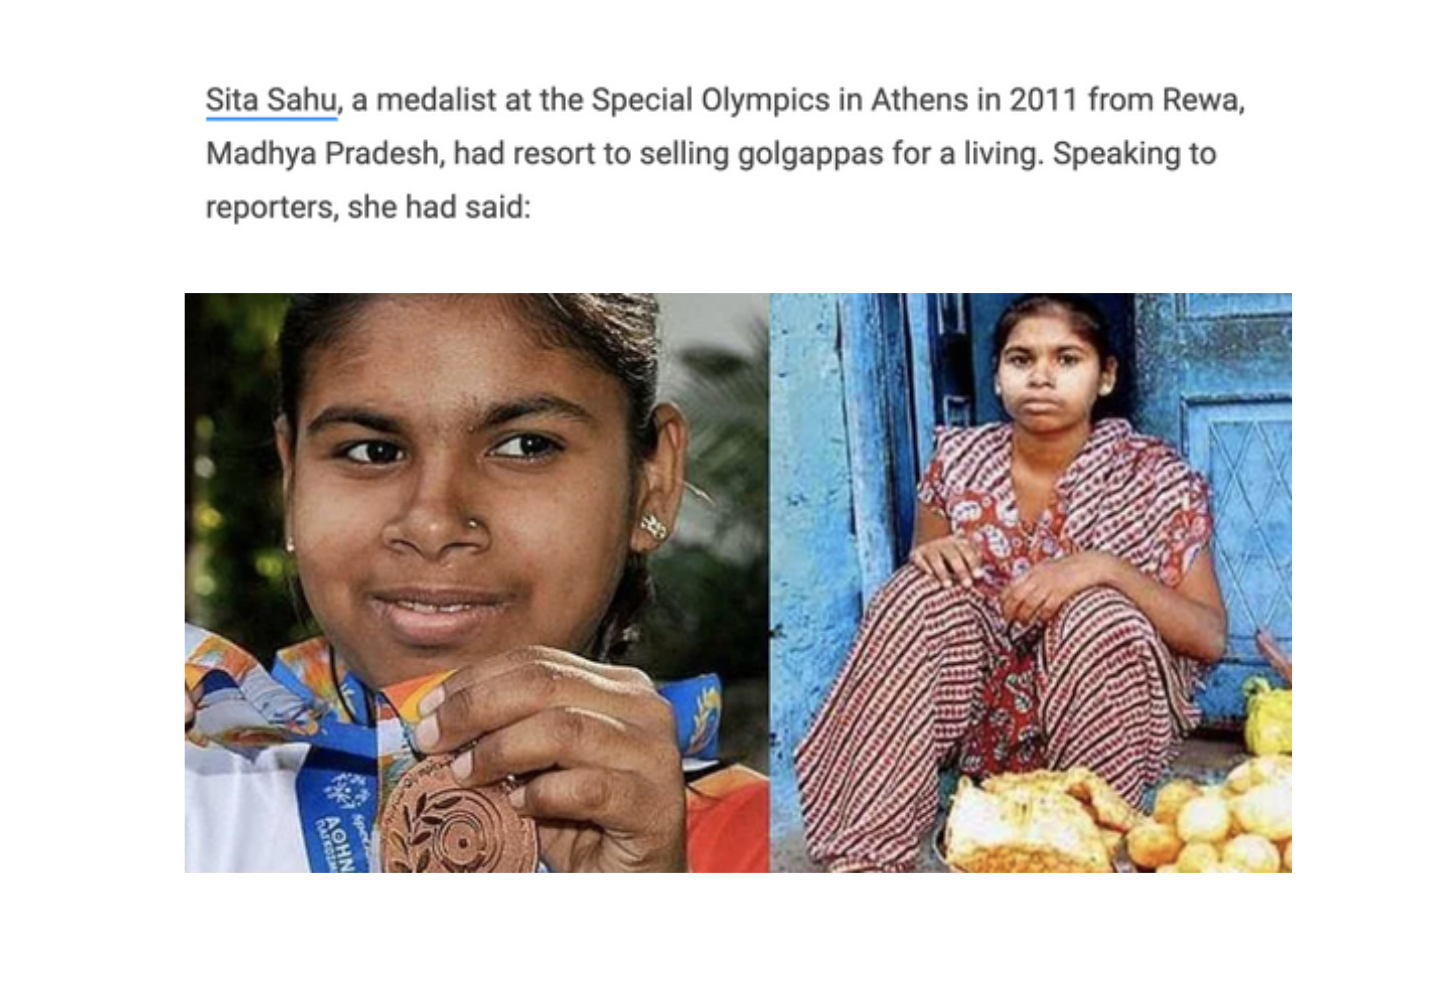 Sita Sahu, a medalist at the Special Olympics in Athens in 2011 from Rewa,
Madhya Pradesh, had resort to selling golgappas for a living. Speaking to
reporters, she had said:
ΑΘΗΝΑ